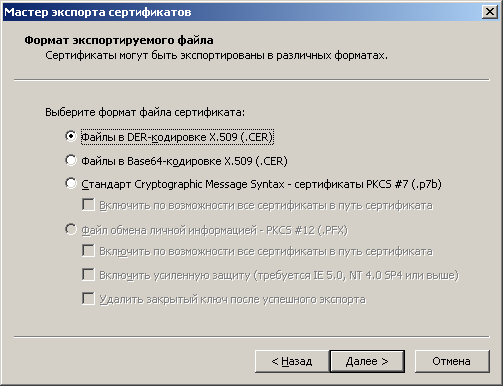 Мастер экспорта сертификатов
Формат экспортируемого файла
Сертификаты могут быть экспортированы в различных форматах.
Выберите формат файла сертификата:
Файлы в DER-кодировке X.509 (.CER)
Файлы в Base64-кодировке X.509 (.CER)
Стандарт Cryptographic Message Syntax - сертификаты PKCS #7 (.p7b)
Включить по возможности все сертификаты в путь сертификата
Файл обмена личной информацией - PKCS #12 (.PFX)
Включить по возможности все сертификаты в путь сертификата
Включить усиленную защиту (требуется IE 5.0, NT 4.0 SP4 или выше)
Удалить закрытый ключ после успешного экспорта
< Назад Далее > Отмена